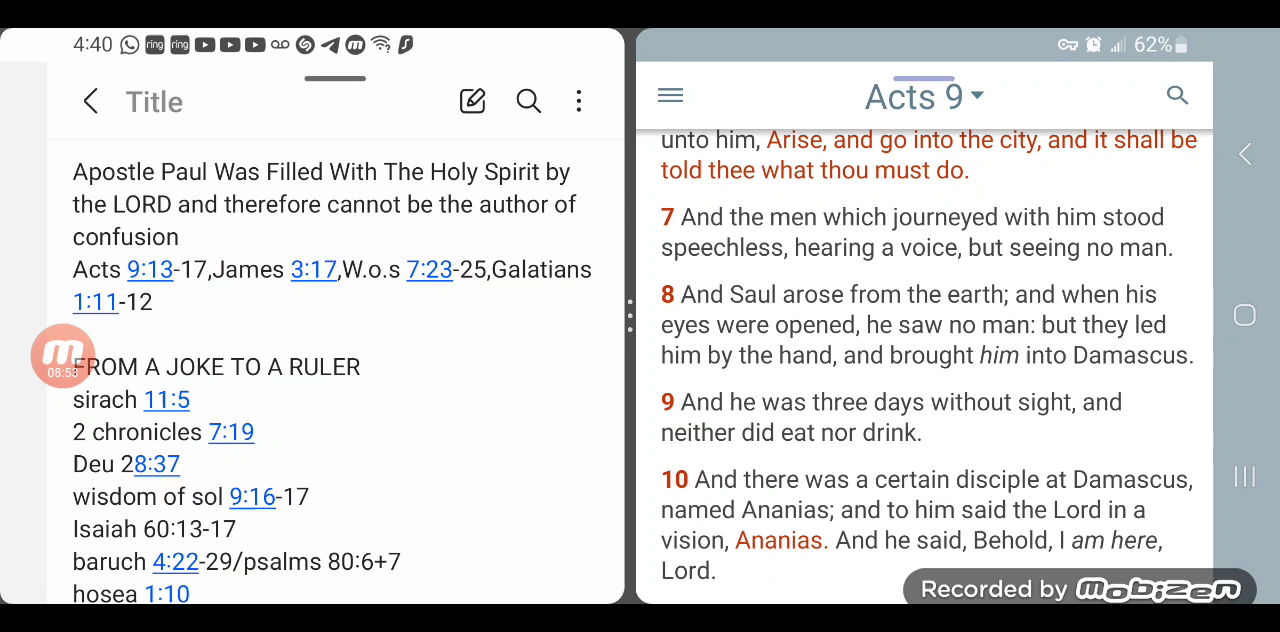 4:40 ring ring
Title
Apostle Paul Was Filled With The Holy Spirit by
the LORD and therefore cannot be the author of
confusion
Acts 9:13-17,James 3:17,W.o.s 7:23-25,Galatians
1:11-12
08:53
FROM A JOKE TO A RULER
sirach 11:5
2 chronicles 7:19
Deu 28:37
wisdom of sol 9:16-17
Isaiah 60:13-17
baruch 4:22-29/psalms 80:6+7
hosea 1:10
62%
Acts 9
unto him, Arise, and go into the city, and it shall be
told thee what thou must do.
7 And the men which journeyed with him stood
speechless, hearing a voice, but seeing no man.
8 And Saul arose from the earth; and when his
eyes were opened, he saw no man: but they led
him by the hand, and brought him into Damascus.
9 And he was three days without sight, and
neither did eat nor drink.
10 And there was a certain disciple at Damascus,
named Ananias; and to him said the Lord in a
vision, Ananias. And he said, Behold, I am here,
Lord.
Recorded by mobizen